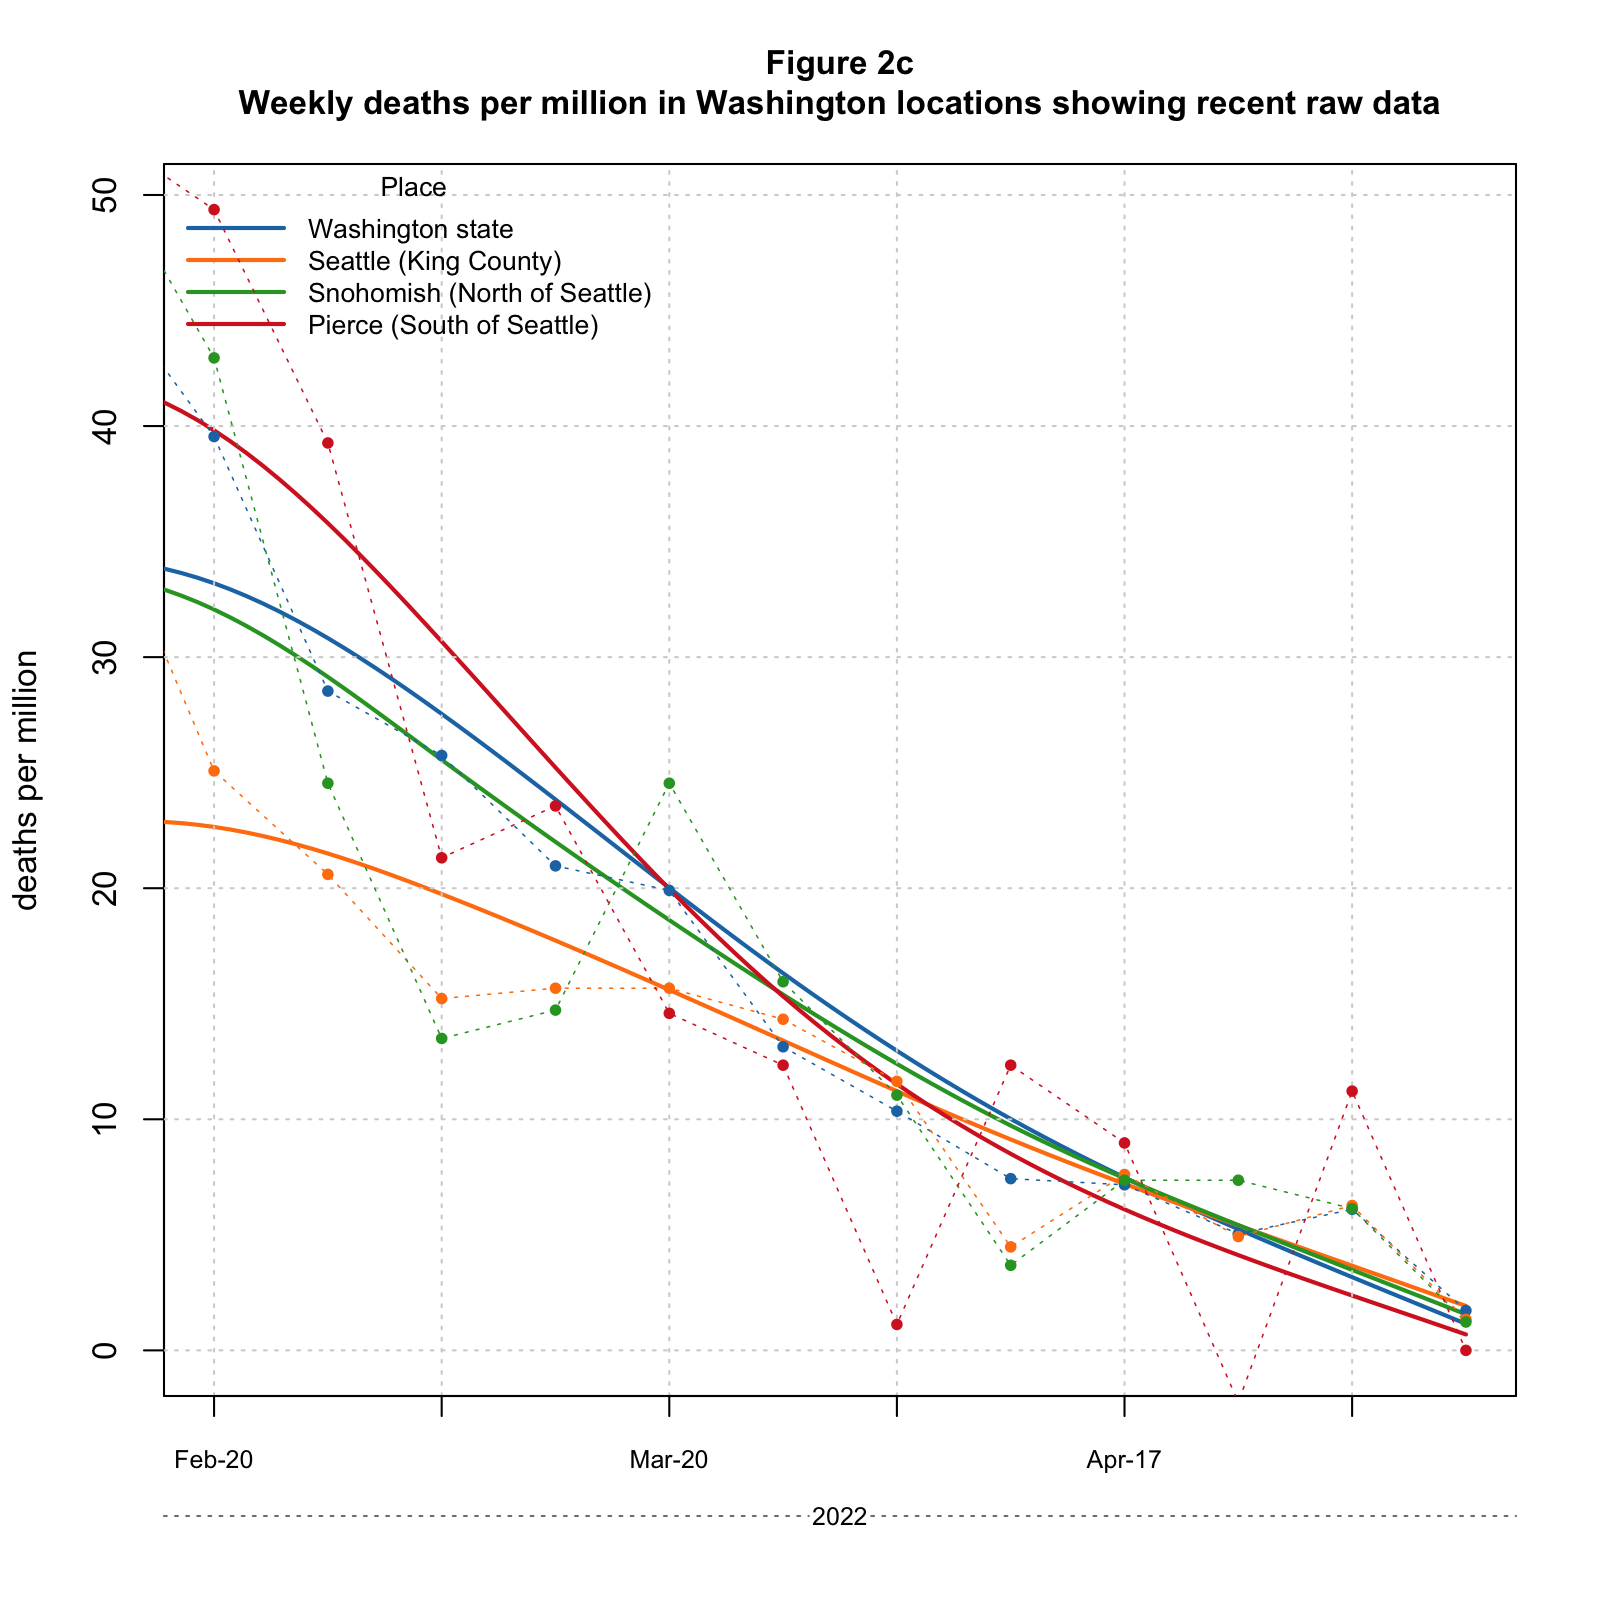 Figure 2c
Weekly deaths per million in Washington locations showing recent raw data
Place
Washington state
Seattle (King County)
Snohomish (North of Seattle)
Pierce (South of Seattle)
deaths per million
50
40
30
20
10
0
Feb-20
Mar-20
Apr-17
2022